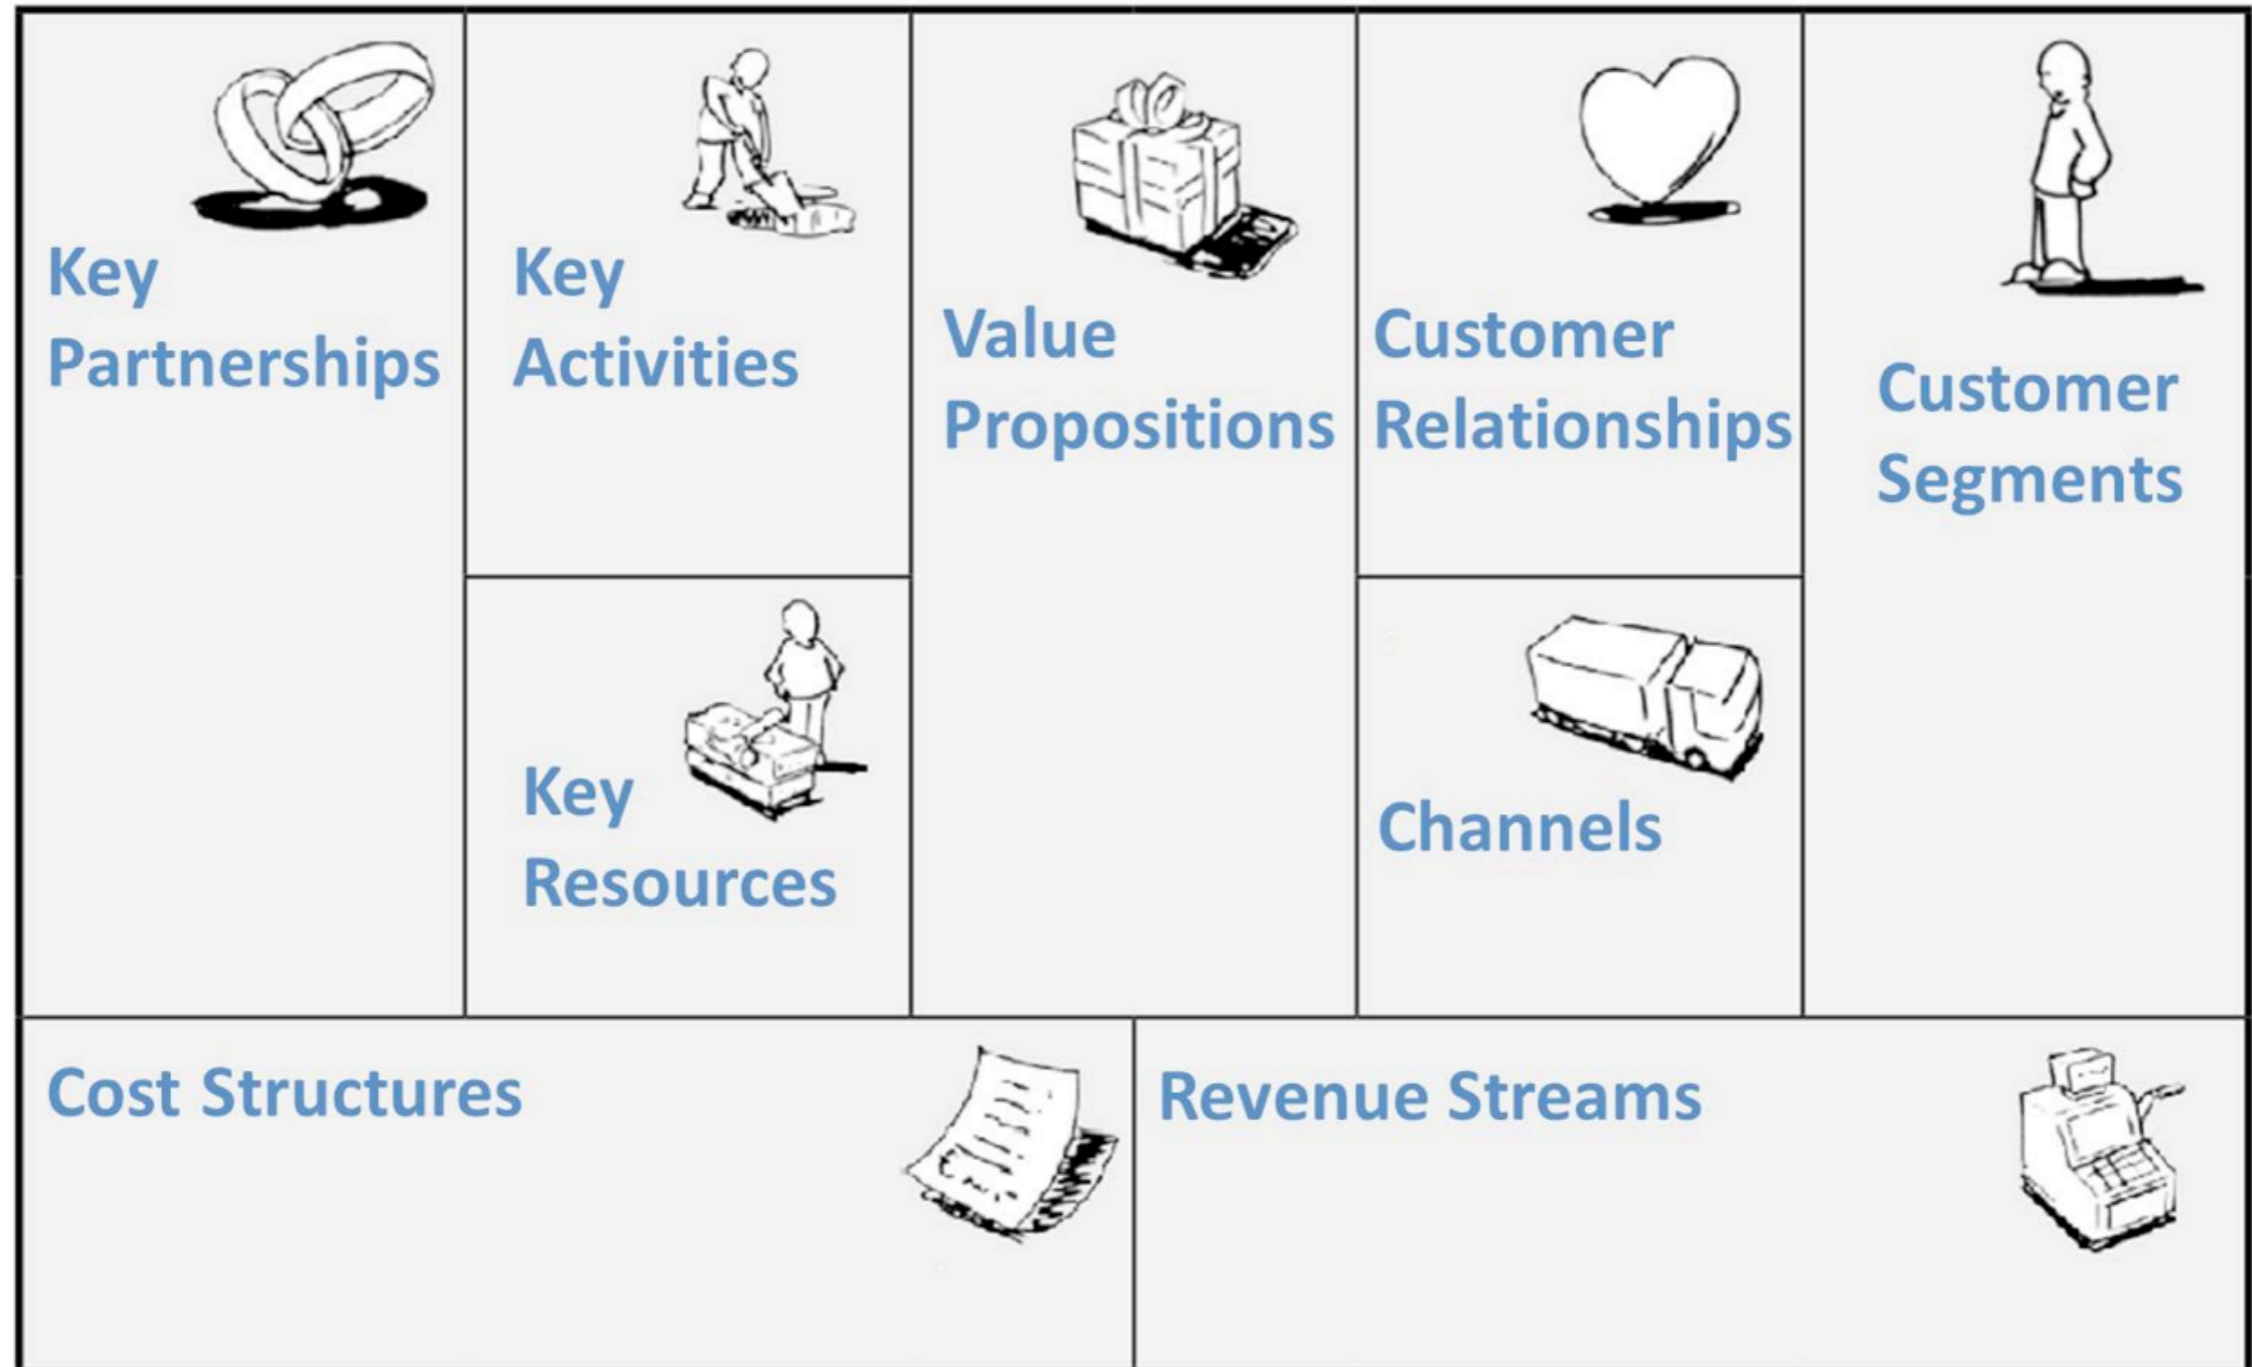 Key
Partnerships
Key
Activities
Key
Resources
Value
Propositions
Customer
Relationships
Channels
Customer
Segments
Cost Structures
Revenue Streams